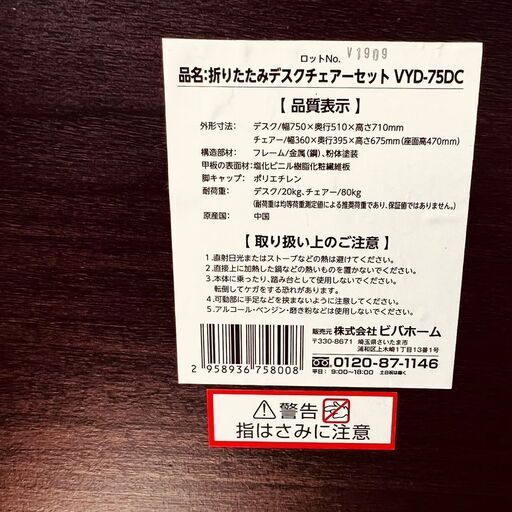 ロットNo. V1909
品名:折りたたみデスクチェアーセット VYD-75DC
【 品質表示 】
外形寸法: デスク/幅750×奥行510×高さ710mm
チェアー/幅360×奥行395×高さ675mm(座面高470mm)
構造部材: フレーム/金属(鋼)、粉体塗装
甲板の表面材:塩化ビニル樹脂化粧繊維板
脚キャップ: ポリエチレン
耐荷重: デスク/20kg、チェアー/80kg
(耐荷重は均等荷重測定値による推奨荷重であり、保証値ではありません。)
原産国: 中国
【 取り扱い上のご注意 】
1.直射日光またはストーブなどの熱は避けてください。
2.直接上に加熱した鍋などの熱いものを置かないでください。
3.本体に乗ったり、踏み台として使用しないでください。
転倒してケガをする恐れがあります。
4.可動部に手足などを挟まないように注意してください。
5.アルコール・ベンジン・磨き粉などは使用しないでください。
販売元 株式会社ビバホーム
〒330-8671 埼玉県さいたま市
浦和区上木崎1丁目13番1号
0120-87-1146
平日 9:00~18:00 土日祝は除く
2 958936 758008
警告
指はさみに注意